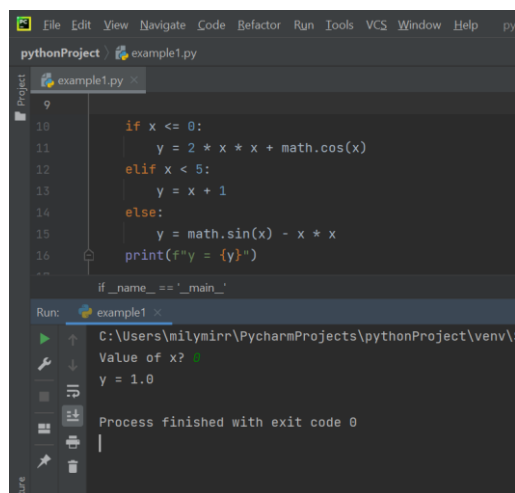 PC File Edit View Navigate Code Refactor Run Tools VCS Window Help py
pythonProject example1.py
Project
example1.py
9
10 if x <= 0:
11 y = 2 * x * x + math.cos(x)
12 elif x < 5:
13 y = x + 1
14 else:
15 y = math.sin(x) - x * x
16 print(f"y = {y}")
if __name__ == '__main__'
Run: example1
C:\Users\milymirr\PycharmProjects\pythonProject\venv\
Value of x? 0
y = 1.0
Process finished with exit code 0